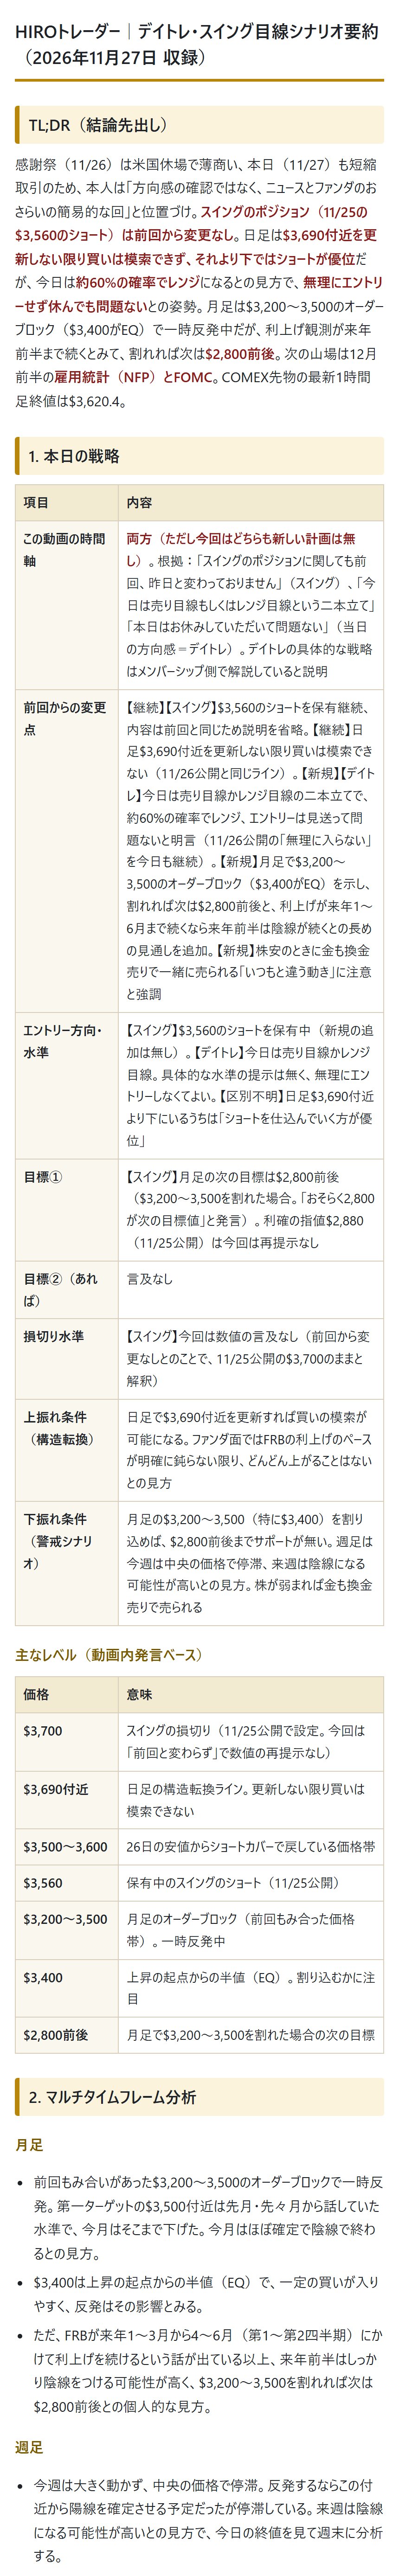 HIROトレーダー｜デイトレ・スイング目線シナリオ要約
（2026年11月27日 収録）
TL;DR（結論先出し）
感謝祭（11/26）は米国休場で薄商い、本日（11/27）も短縮
取引のため、本人は「方向感の確認ではなく、ニュースとファンダのお
さらいの簡易的な回」と位置づけ。スイングのポジション（11/25の
$3,560のショート）は前回から変更なし。日足は$3,690付近を更
新しない限り買いは模索できず、それより下ではショートが優位だ
が、今日は約60%の確率でレンジになるとの見方で、無理にエントリ
ーせず休んでも問題ないとの姿勢。月足は$3,200～3,500のオーダー
ブロック（$3,400がEQ）で一時反発中だが、利上げ観測が来年
前半まで続くとみて、割れれば次は$2,800前後。次の山場は12月
前半の雇用統計（NFP）とFOMC。COMEX先物の最新1時間
足終値は$3,620.4。
1. 本日の戦略
項目
内容
この動画の時間
軸
両方（ただし今回はどちらも新しい計画は無
し）。根拠：「スイングのポジションに関しても前
回、昨日と変わっておりません」（スイング）、「今
日は売り目線もしくはレンジ目線という二本立て」
「本日はお休みしていただいて問題ない」（当日
の方向感＝デイトレ）。デイトレの具体的な戦略
はメンバーシップ側で解説していると説明
前回からの変更
点
【継続】【スイング】$3,560のショートを保有継続、
内容は前回と同じため説明を省略。【継続】日
足$3,690付近を更新しない限り買いは模索でき
ない（11/26公開と同じライン）。【新規】【デイト
レ】今日は売り目線かレンジ目線の二本立てで、
約60%の確率でレンジ、エントリーは見送って問
題ないと明言（11/26公開の「無理に入らない」
を今日も継続）。【新規】月足で$3,200～
3,500のオーダーブロック（$3,400がEQ）を示し、
割れれば次は$2,800前後と、利上げが来年1～
6月まで続くなら来年前半は陰線が続くとの長め
の見通しを追加。【新規】株安のときに金も換金
売りで一緒に売られる「いつもと違う動き」に注意
と強調
エントリー方向・
水準
【スイング】$3,560のショートを保有中（新規の追
加は無し）。【デイトレ】今日は売り目線かレンジ
目線。具体的な水準の提示は無く、無理にエン
トリーしなくてよい。【区別不明】日足$3,690付近
より下にいるうちは「ショートを仕込んでいく方が優
位」
目標①
【スイング】月足の次の目標は$2,800前後
（$3,200～3,500を割れた場合。「おそらく2,800
が次の目標値」と発言）。利確の指値$2,880
（11/25公開）は今回は再提示なし
目標②（あれ
ば）
言及なし
損切り水準
【スイング】今回は数値の言及なし（前回から変
更なしとのことで、11/25公開の$3,700のままと
解釈）
上振れ条件
（構造転換）
日足で$3,690付近を更新すれば買いの模索が
可能になる。ファンダ面ではFRBの利上げのペース
が明確に鈍らない限り、どんどん上がることはない
との見方
下振れ条件
（警戒シナリ
オ）
月足の$3,200～3,500（特に$3,400）を割り
込めば、$2,800前後までサポートが無い。週足は
今週は中央の価格で停滞、来週は陰線になる
可能性が高いとの見方。株が弱まれば金も換金
売りで売られる
主なレベル（動画内発言ベース）
価格
意味
$3,700
スイングの損切り（11/25公開で設定。今回は
「前回と変わらず」で数値の再提示なし）
$3,690付近
日足の構造転換ライン。更新しない限り買いは
模索できない
$3,500～3,600
26日の安値からショートカバーで戻している価格帯
$3,560
保有中のスイングのショート（11/25公開）
$3,200～3,500
月足のオーダーブロック（前回もみ合った価格
帯）。一時反発中
$3,400
上昇の起点からの半値（EQ）。割り込むかに注
目
$2,800前後
月足で$3,200～3,500を割れた場合の次の目標
2. マルチタイムフレーム分析
月足
• 前回もみ合いがあった$3,200～3,500のオーダーブロックで一時反
発。第一ターゲットの$3,500付近は先月・先々月から話していた
水準で、今月はそこまで下げた。今月はほぼ確定で陰線で終わ
るとの見方。
• $3,400は上昇の起点からの半値（EQ）で、一定の買いが入り
やすく、反発はその影響とみる。
• ただ、FRBが来年1～3月から4～6月（第1～第2四半期）にか
けて利上げを続けるという話が出ている以上、来年前半はしっか
り陰線をつける可能性が高く、$3,200～3,500を割れれば次は
$2,800前後との個人的な見方。
週足
• 今週は大きく動かず、中央の価格で停滞。反発するならこの付
近から陽線を確定させる予定だったが停滞している。来週は陰線
になる可能性が高いとの見方で、今日の終値を見て週末に分析
する。